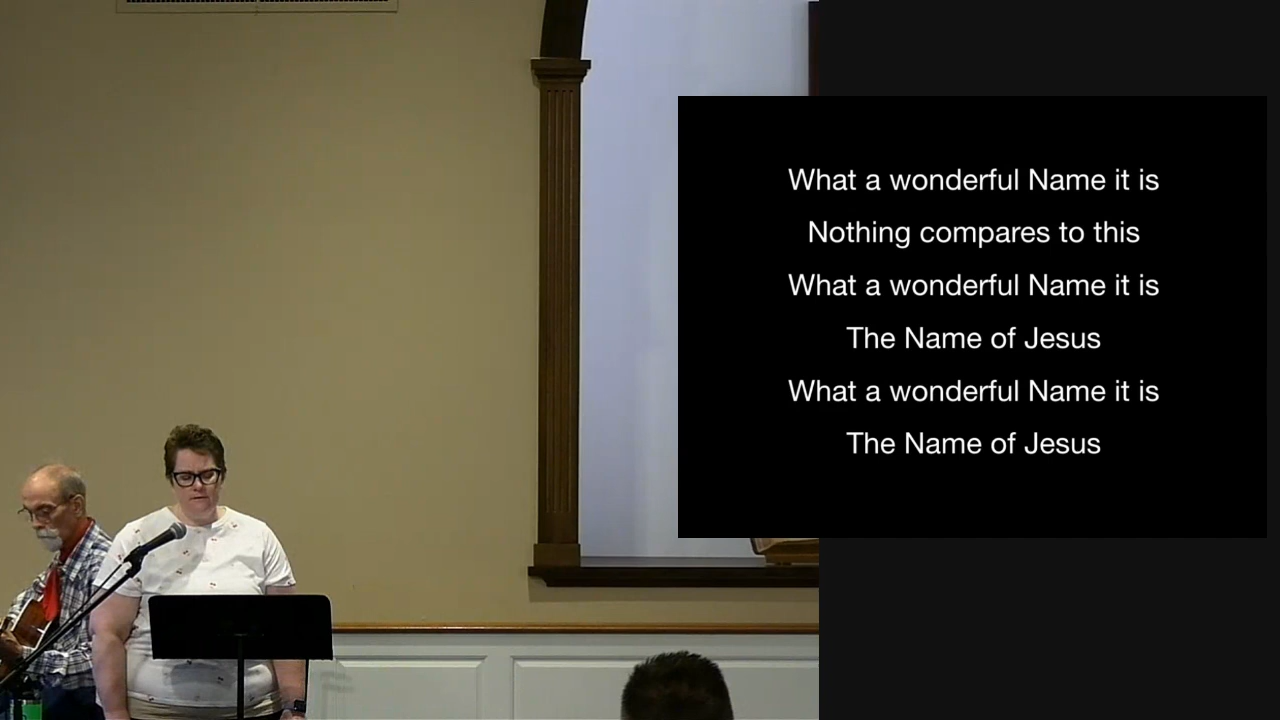 What a wonderful Name it is
Nothing compares to this
What a wonderful Name it is
The Name of Jesus
What a wonderful Name it is
The Name of Jesus